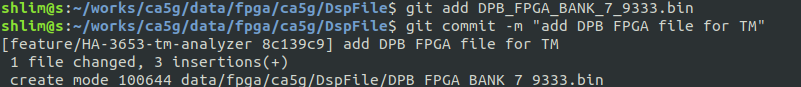 shlim@s:~/works/ca5g/data/fpga/ca5g/DspFile$ git add DPB_FPGA_BANK_7_9333.bin
shlim@s:~/works/ca5g/data/fpga/ca5g/DspFile$ git commit -m "add DPB FPGA file for TM"
[feature/HA-3653-tm-analyzer 8c139c9] add DPB FPGA file for TM
1 file changed, 3 insertions(+)
create mode 100644 data/fpga/ca5g/DspFile/DPB_FPGA_BANK_7_9333.bin